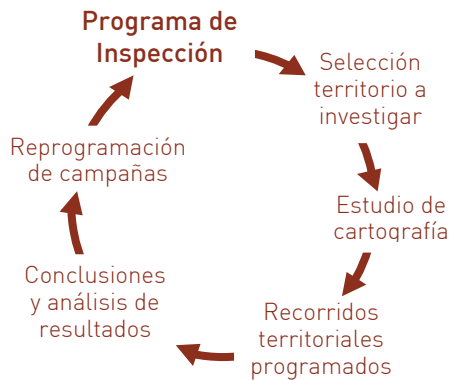 Programa de
Inspección
Selección
territorio a
investigar
Estudio de
cartografía
Recorridos
territoriales
programados
Conclusiones
y análisis de
resultados
Reprogramación
de campañas